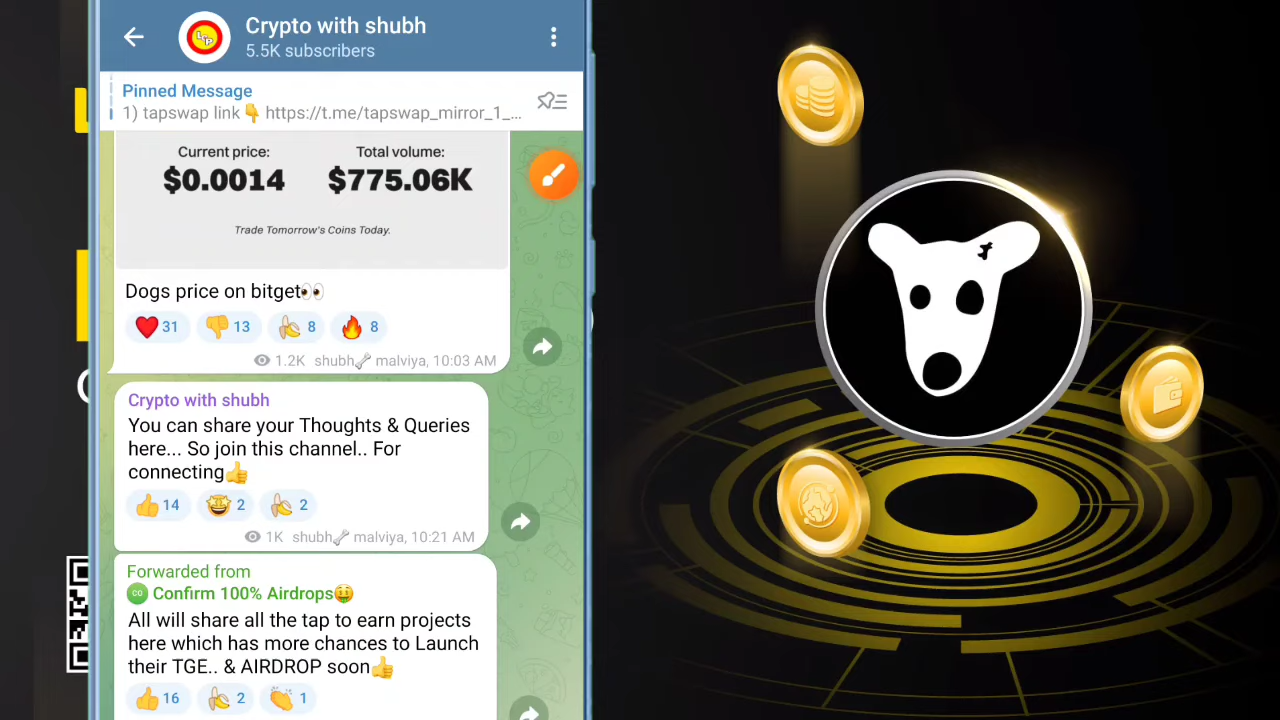 Crypto with shubh
5.5K subscribers
Pinned Message
1) tapswap link👇 https://t.me/tapswap_mirror_1_...
Current price:
Total volume:
$0.0014
$775.06K
Trade Tomorrow's Coins Today.
Dogs price on bitget👀
❤️ 31 👎 13 🍌 8 🔥 8
1.2K shubh🦴 malviya, 10:03 AM
Crypto with shubh
You can share your Thoughts & Queries
here... So join this channel.. For
connecting👍
👍 14 🤩 2 🍌 2
1K shubh🦴 malviya, 10:21 AM
Forwarded from
CO Confirm 100% Airdrops🤑
All will share all the tap to earn projects
here which has more chances to Launch
their TGE.. & AIRDROP soon👍
👍 16 🍌 2 👏 1